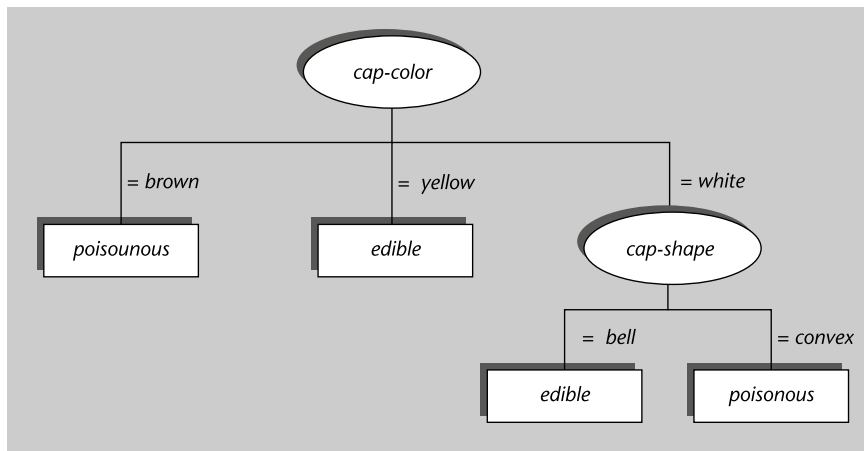 cap-color
= brown
= yellow
= white
poisounous
edible
cap-shape
= bell
= convex
edible
poisonous